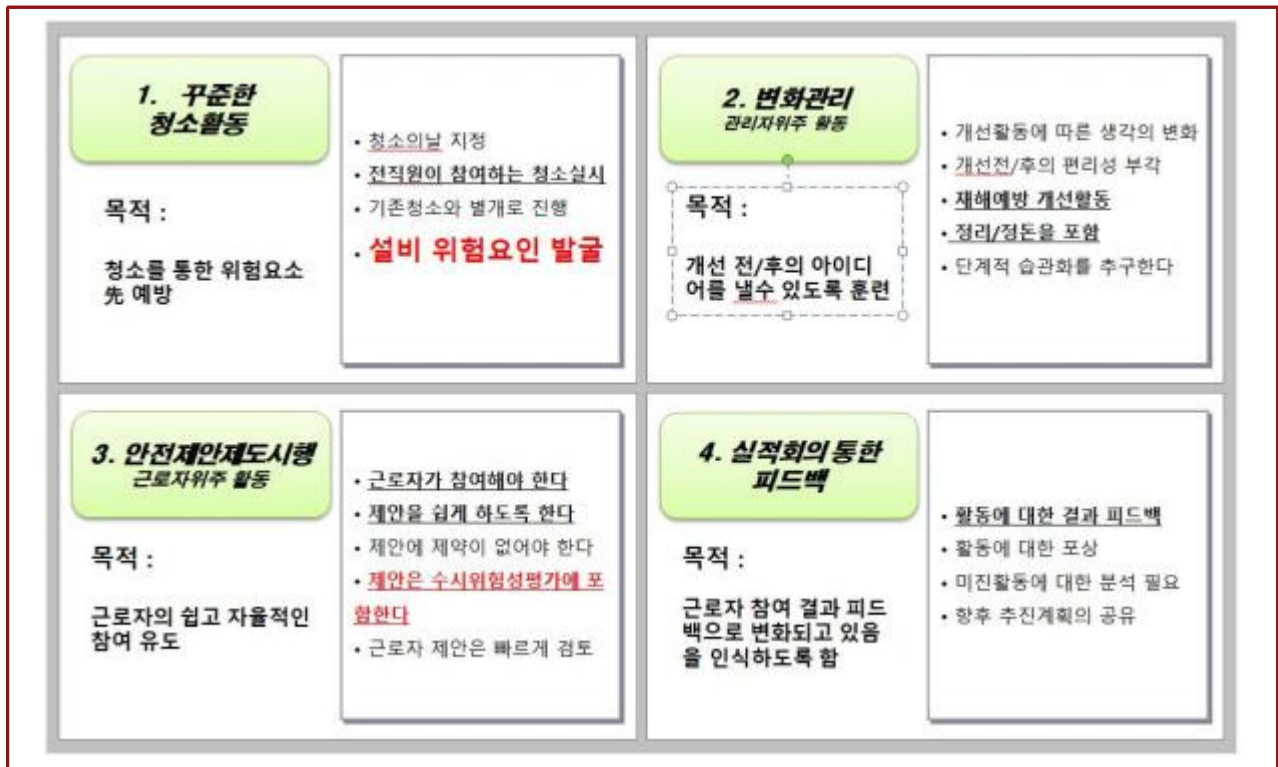 1. 꾸준한
청소활동
목적 :
청소를 통한 위험요소
先 예방
• 청소의날 지정
• 전직원이 참여하는 청소실시
• 기존청소와 별개로 진행
• 설비 위험요인 발굴
2. 변화관리
관리자위주 활동
목적 :
개선 전/후의 아이디
어를 낼수 있도록 훈련
• 개선활동에 따른 생각의 변화
• 개선전/후의 편리성 부각
• 재해예방 개선활동
• 정리/정돈을 포함
• 단계적 습관화를 추구한다
3. 안전제안제도시행
근로자위주 활동
목적 :
근로자의 쉽고 자율적인
참여 유도
• 근로자가 참여해야 한다
• 제안을 쉽게 하도록 한다
• 제안에 제약이 없어야 한다
• 제안은 수시위험성평가에 포
함한다
• 근로자 제안은 빠르게 검토
4. 실적회의 통한
피드백
목적 :
근로자 참여 결과 피드
백으로 변화되고 있음
을 인식하도록 함
• 활동에 대한 결과 피드백
• 활동에 대한 포상
• 미진활동에 대한 분석 필요
• 향후 추진계획의 공유